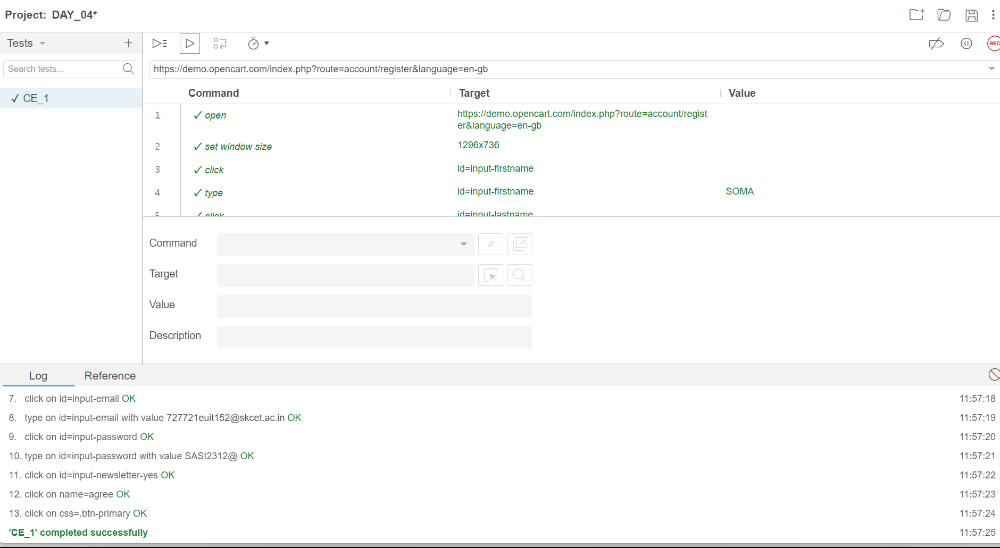 Project: DAY_04*
Tests
Search tests...
✓ CE_1
REC
https://demo.opencart.com/index.php?route=account/register&language=en-gb
Command Target Value
1 ✓ open https://demo.opencart.com/index.php?route=account/regist
er&language=en-gb
2 ✓ set window size 1296x736
3 ✓ click id=input-firstname
4 ✓ type id=input-firstname SOMA
5 ✓ click id=input-lastname
Command //
Target
Value
Description
Log Reference
7. click on id=input-email OK 11:57:18
8. type on id=input-email with value 727721euit152@skcet.ac.in OK 11:57:19
9. click on id=input-password OK 11:57:20
10. type on id=input-password with value SASI2312@ OK 11:57:21
11. click on id=input-newsletter-yes OK 11:57:22
12. click on name=agree OK 11:57:23
13. click on css=.btn-primary OK 11:57:24
'CE_1' completed successfully 11:57:25